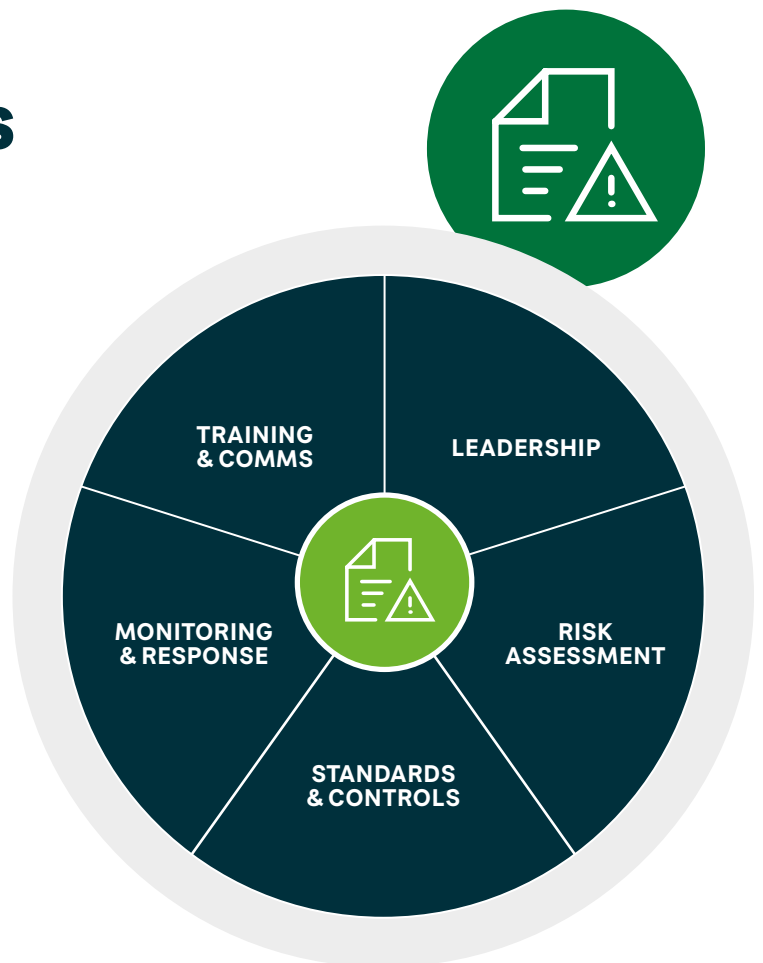 s
LEADERSHIP
RISK
ASSESSMENT
STANDARDS
& CONTROLS
MONITORING
& RESPONSE
TRAINING
& COMMS